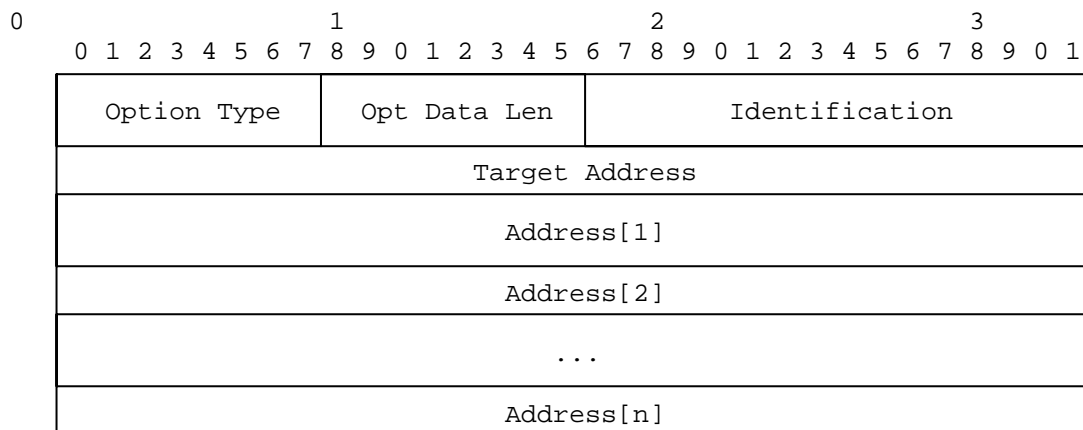 0 1 2 3
0 1 2 3 4 5 6 7 8 9 0 1 2 3 4 5 6 7 8 9 0 1 2 3 4 5 6 7 8 9 0 1
Option Type Opt Data Len Identification
Target Address
Address[1]
Address[2]
...
Address[n]